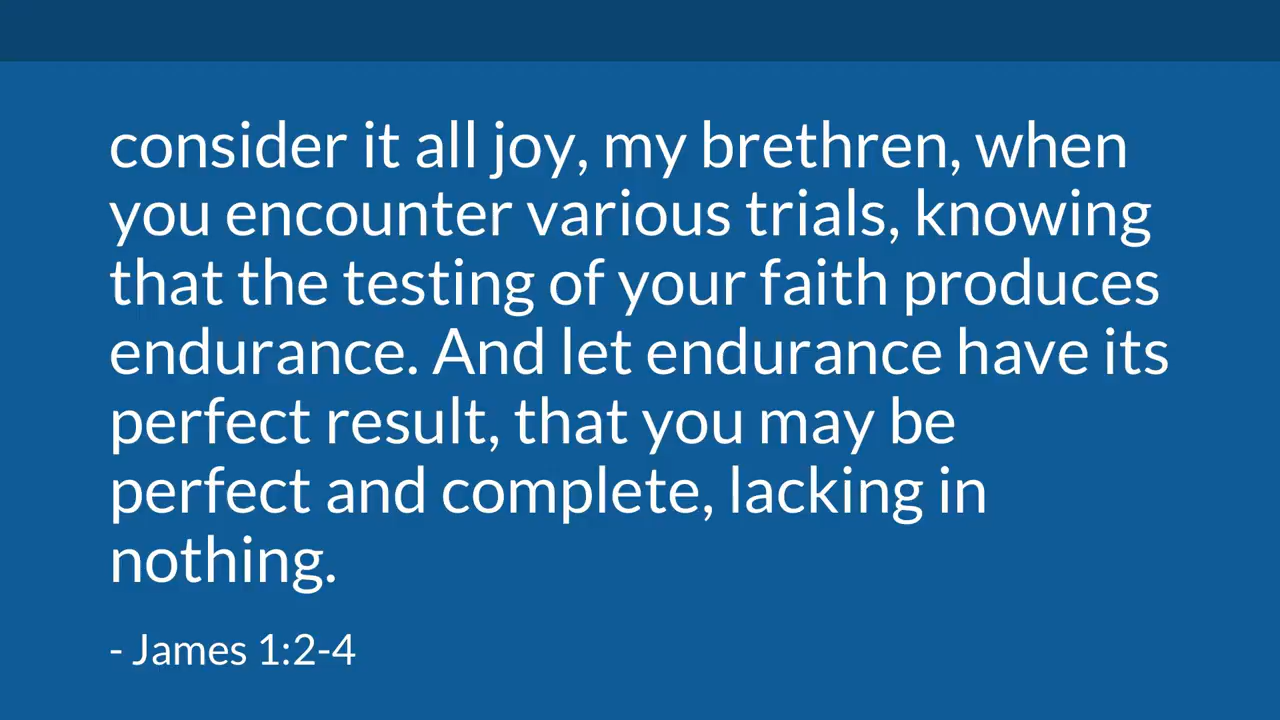 consider it all joy, my brethren, when
you encounter various trials, knowing
that the testing of your faith produces
endurance. And let endurance have its
perfect result, that you may be
perfect and complete, lacking in
nothing.
- James 1:2-4